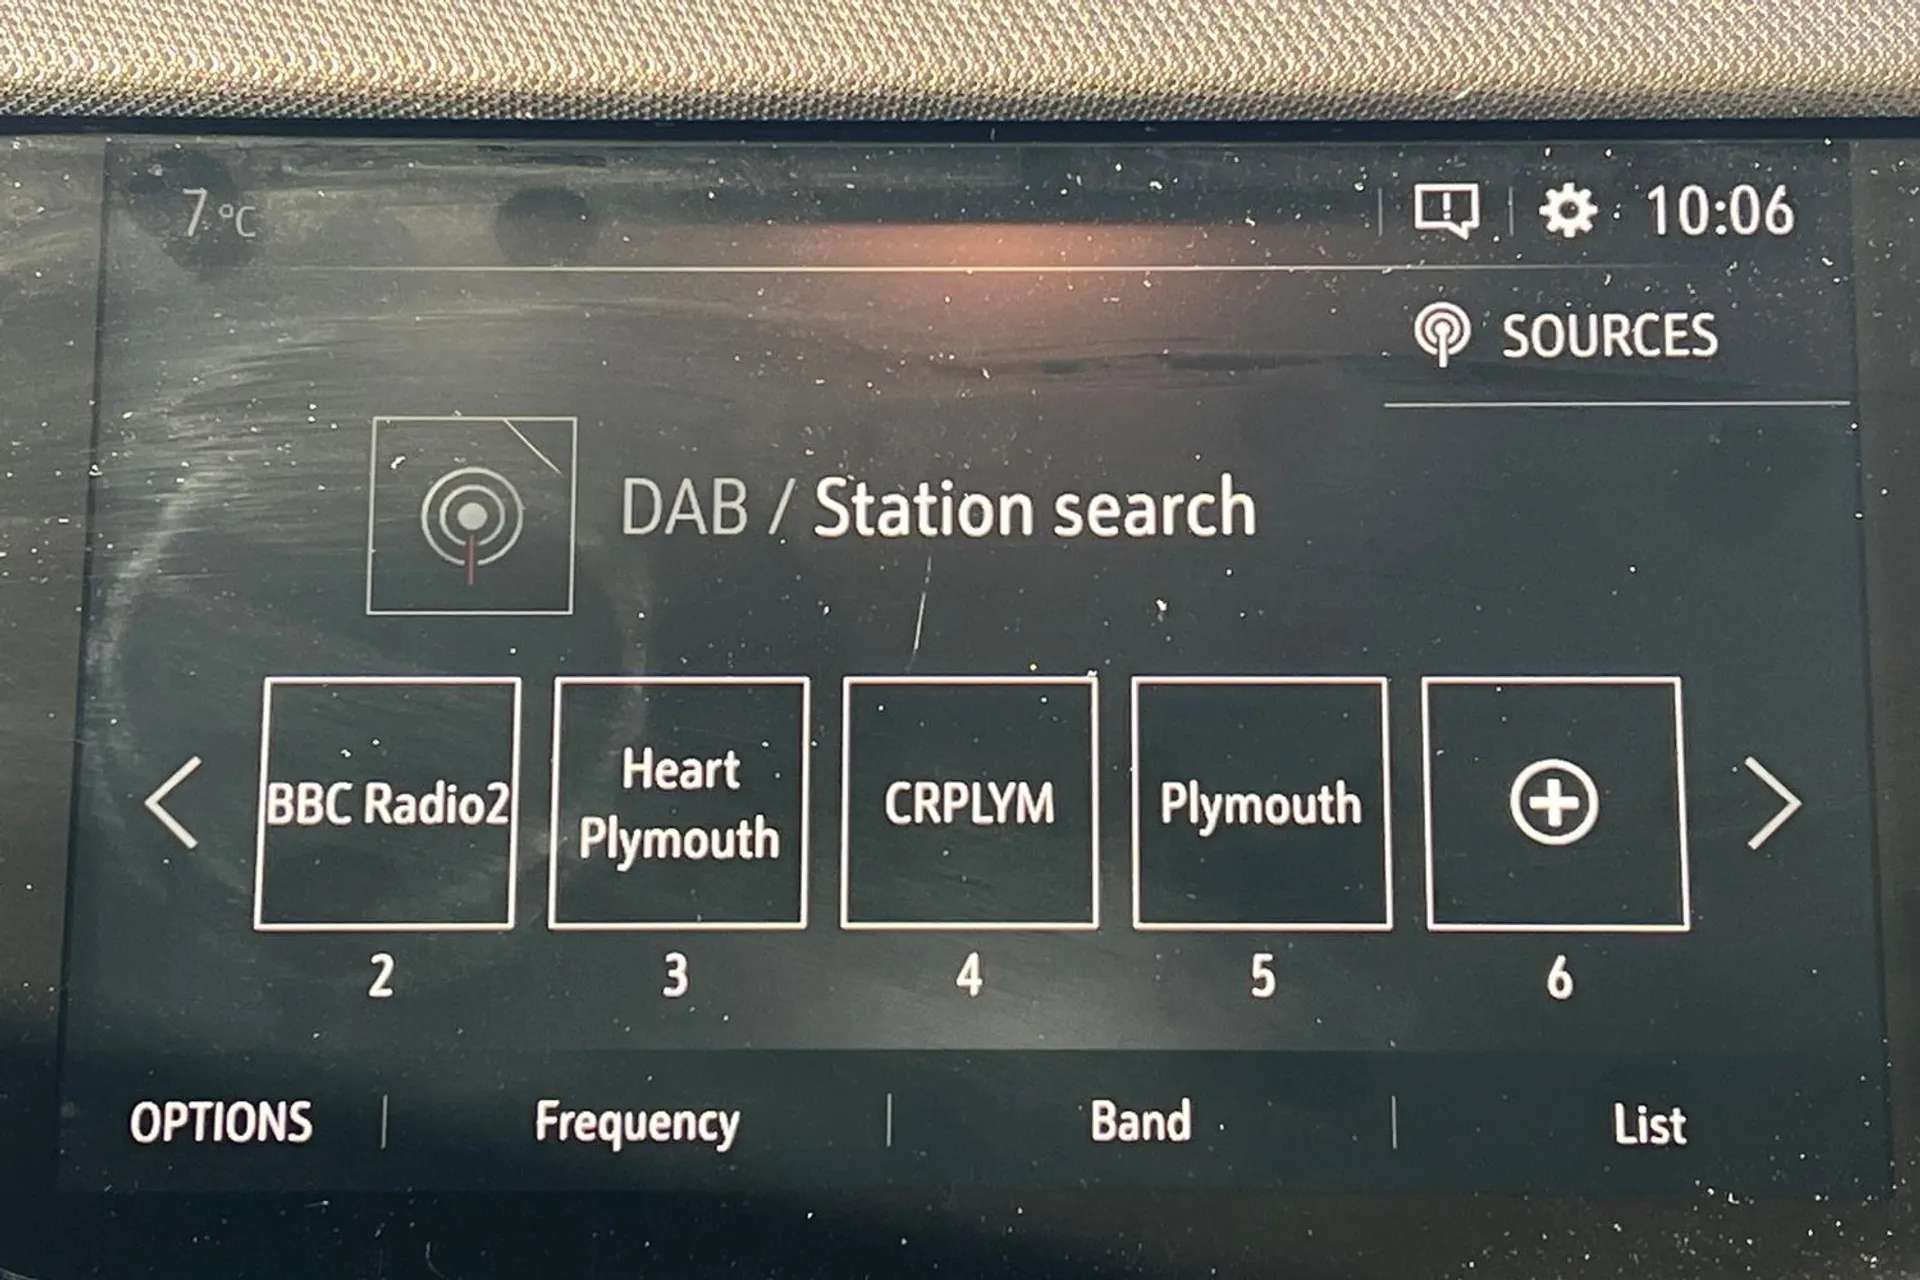 7 °C
10:06
SOURCES
DAB / Station search
BBC Radio2
Heart
Plymouth
CRPLYM
Plymouth
2
3
4
5
6
OPTIONS
Frequency
Band
List